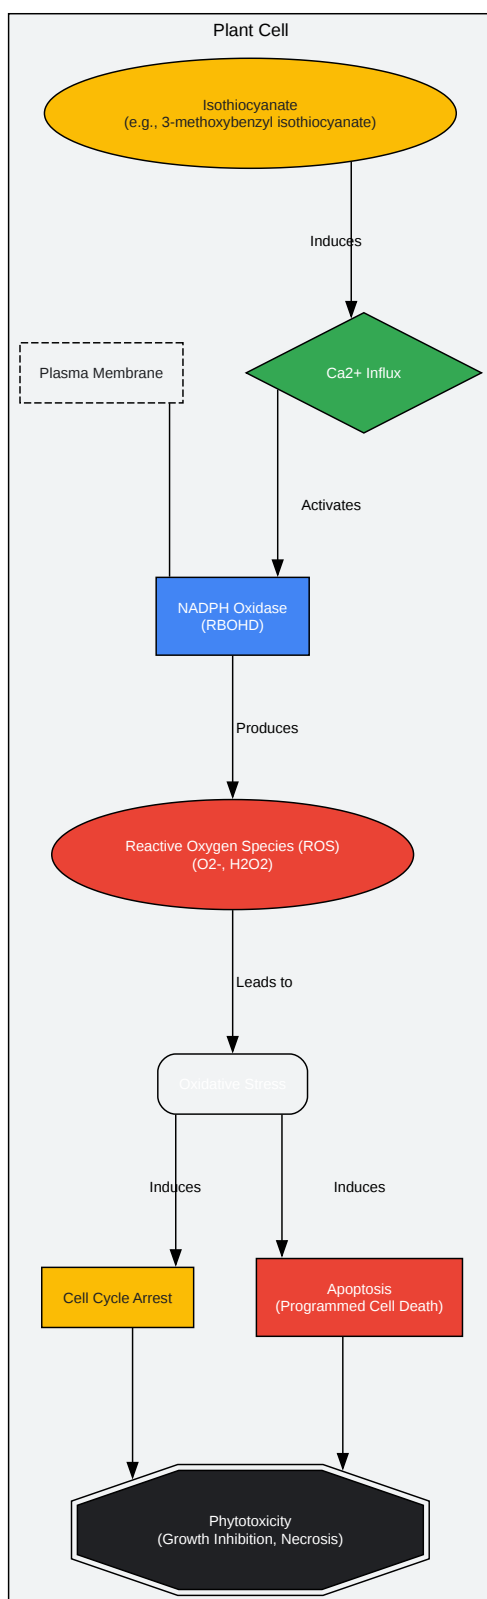 Plant Cell
Isothiocyanate
(e.g., 3-methoxybenzyl isothiocyanate)
Induces
Plasma Membrane
Ca2+ Influx
Activates
NADPH Oxidase
(RBOHD)
Produces
Reactive Oxygen Species (ROS)
(O2-, H2O2)
Leads to
Oxidative Stress
Induces
Induces
Cell Cycle Arrest
Apoptosis
(Programmed Cell Death)
Phytotoxicity
(Growth Inhibition, Necrosis)